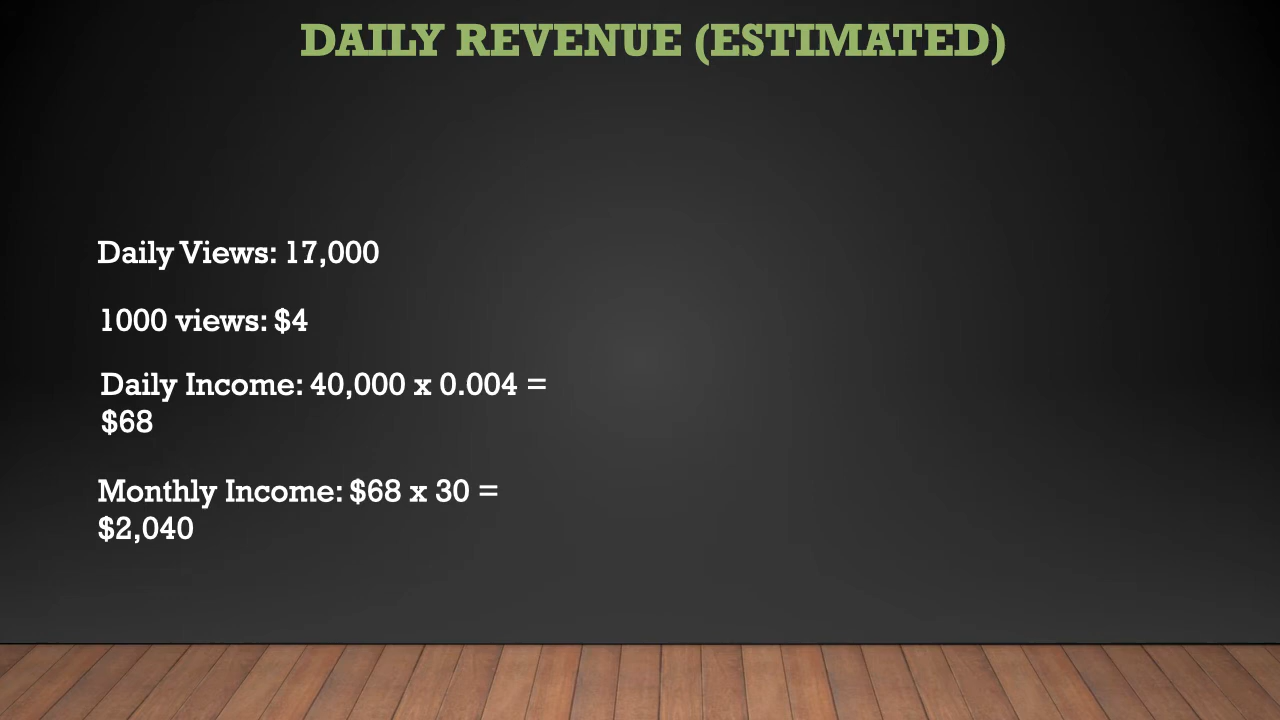 DAILY REVENUE (ESTIMATED)
Daily Views: 17,000
1000 views: $4
Daily Income: 40,000 x 0.004 =
$68
Monthly Income: $68 x 30 =
$2,040